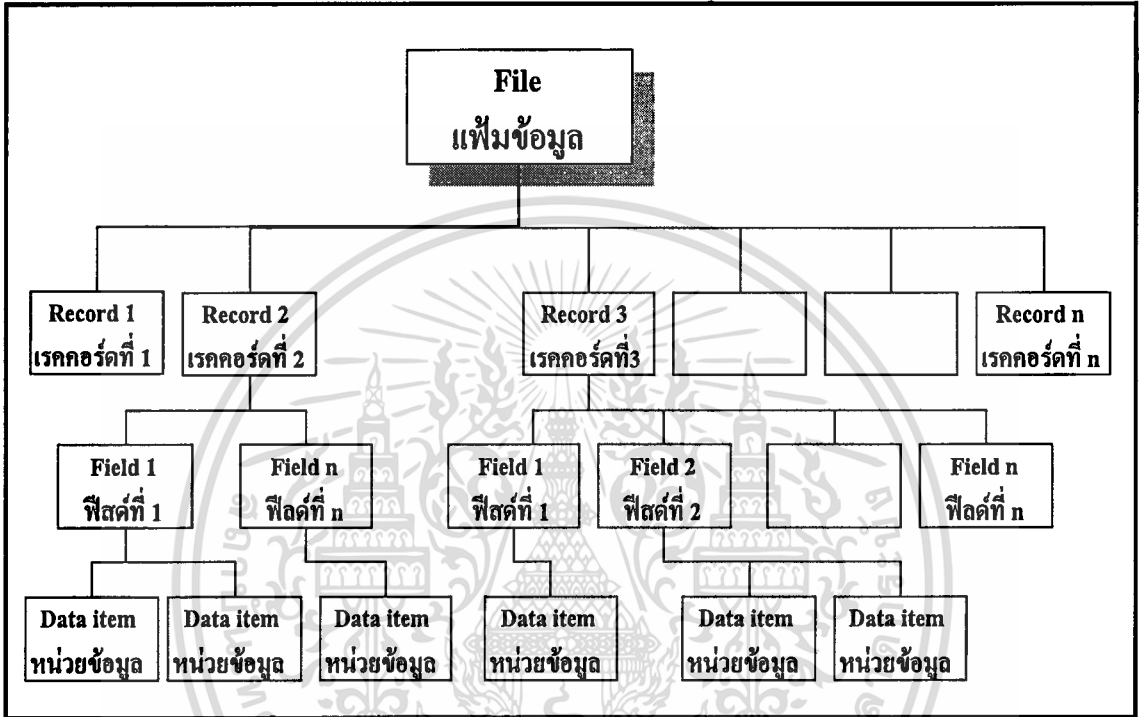 File
แฟ้มข้อมูล
Record 1
เรคคอร์ดที่ 1
Record 2
เรคคอร์ดที่ 2
Record 3
เรคคอร์ดที่3
Record n
เรคคอร์ดที่ n
Field 1
ฟิลด์ที่ 1
Field n
ฟิลด์ที่ n
Field 1
ฟิลด์ที่ 1
Field 2
ฟิลด์ที่ 2
Field n
ฟิลด์ที่ n
Data item
หน่วยข้อมูล
Data item
หน่วยข้อมูล
Data item
หน่วยข้อมูล
Data item
หน่วยข้อมูล
Data item
หน่วยข้อมูล
Data item
หน่วยข้อมูล